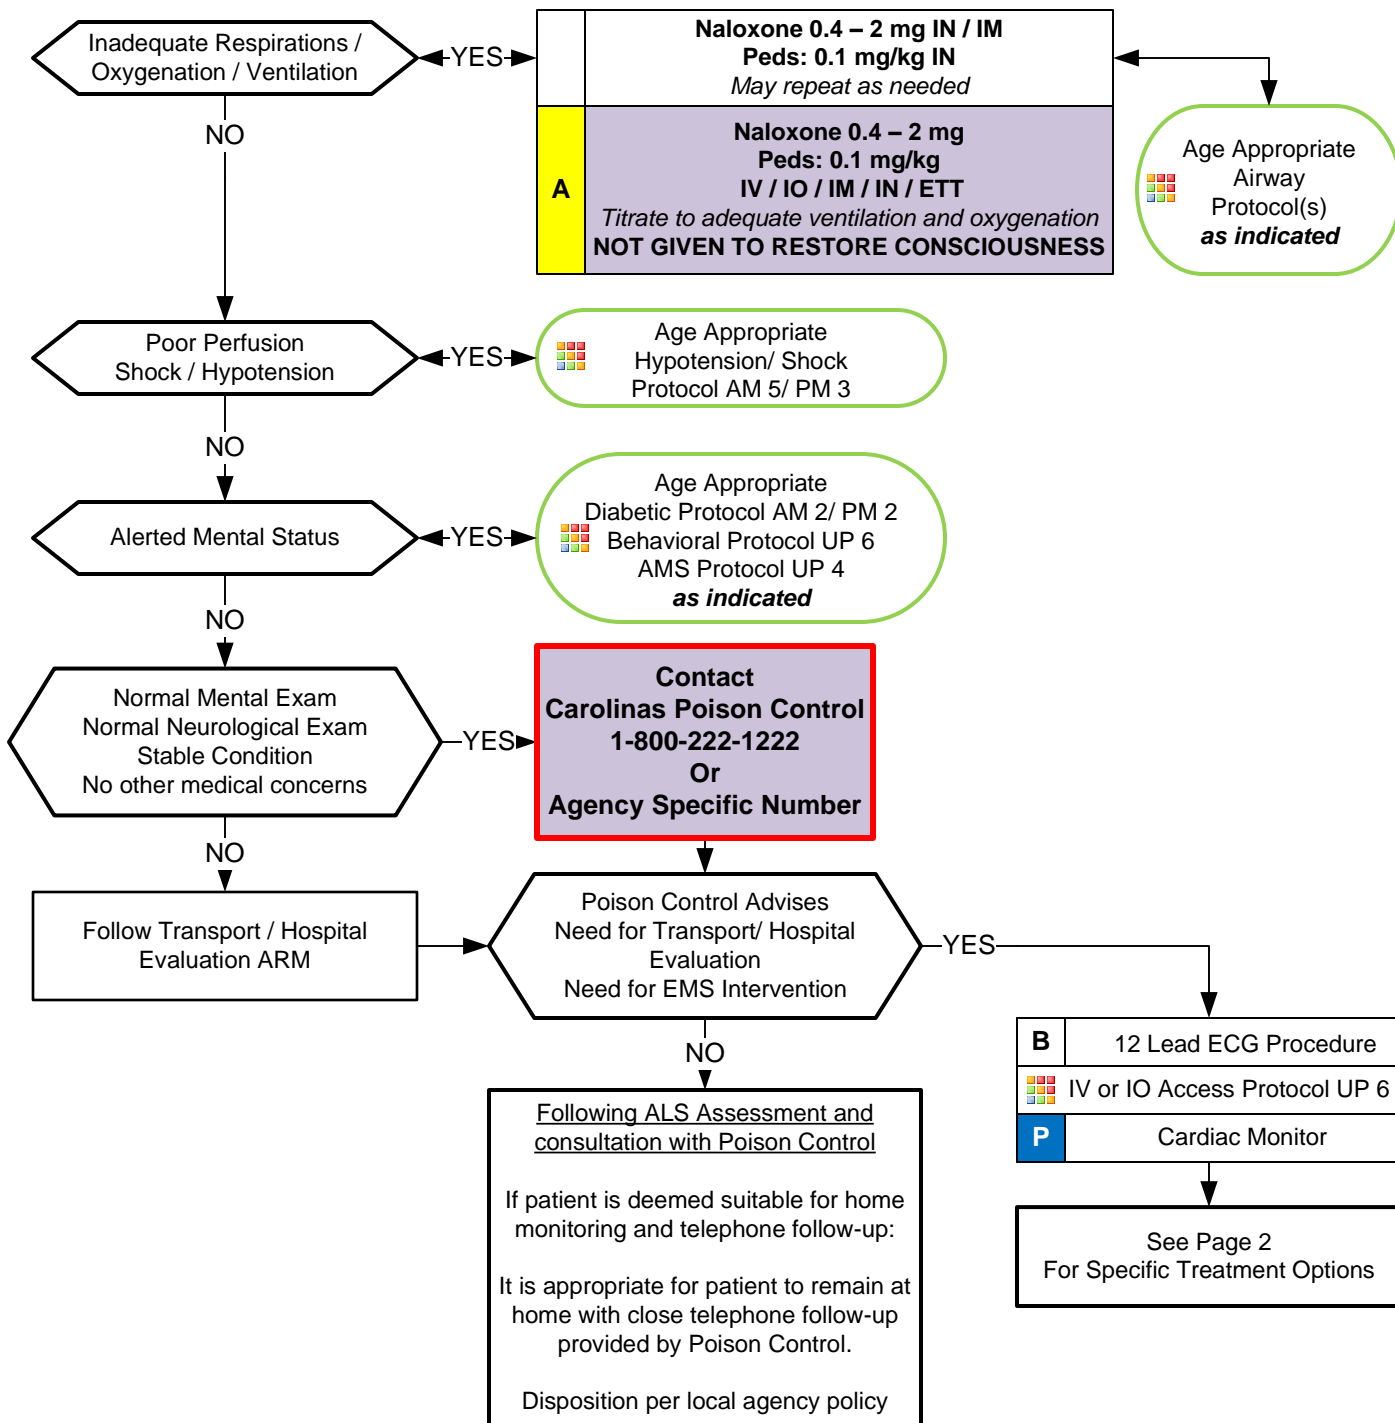 Inadequate Respirations /
Oxygenation / Ventilation
YES
Naloxone 0.4 – 2 mg IN / IM
Peds: 0.1 mg/kg IN
May repeat as needed
A
Naloxone 0.4 – 2 mg
Peds: 0.1 mg/kg
IV / IO / IM / IN / ETT
Titrate to adequate ventilation and oxygenation
NOT GIVEN TO RESTORE CONSCIOUSNESS
Age Appropriate
Airway
Protocol(s)
as indicated
NO
Poor Perfusion
Shock / Hypotension
YES
Age Appropriate
Hypotension/ Shock
Protocol AM 5/ PM 3
NO
Alerted Mental Status
YES
Age Appropriate
Diabetic Protocol AM 2/ PM 2
Behavioral Protocol UP 6
AMS Protocol UP 4
as indicated
NO
Normal Mental Exam
Normal Neurological Exam
Stable Condition
No other medical concerns
YES
Contact
Carolinas Poison Control
1-800-222-1222
Or
Agency Specific Number
NO
Follow Transport / Hospital
Evaluation ARM
Poison Control Advises
Need for Transport/ Hospital
Evaluation
Need for EMS Intervention
YES
B
12 Lead ECG Procedure
IV or IO Access Protocol UP 6
P
Cardiac Monitor
See Page 2
For Specific Treatment Options
NO
Following ALS Assessment and
consultation with Poison Control
If patient is deemed suitable for home
monitoring and telephone follow-up:
It is appropriate for patient to remain at
home with close telephone follow-up
provided by Poison Control.
Disposition per local agency policy